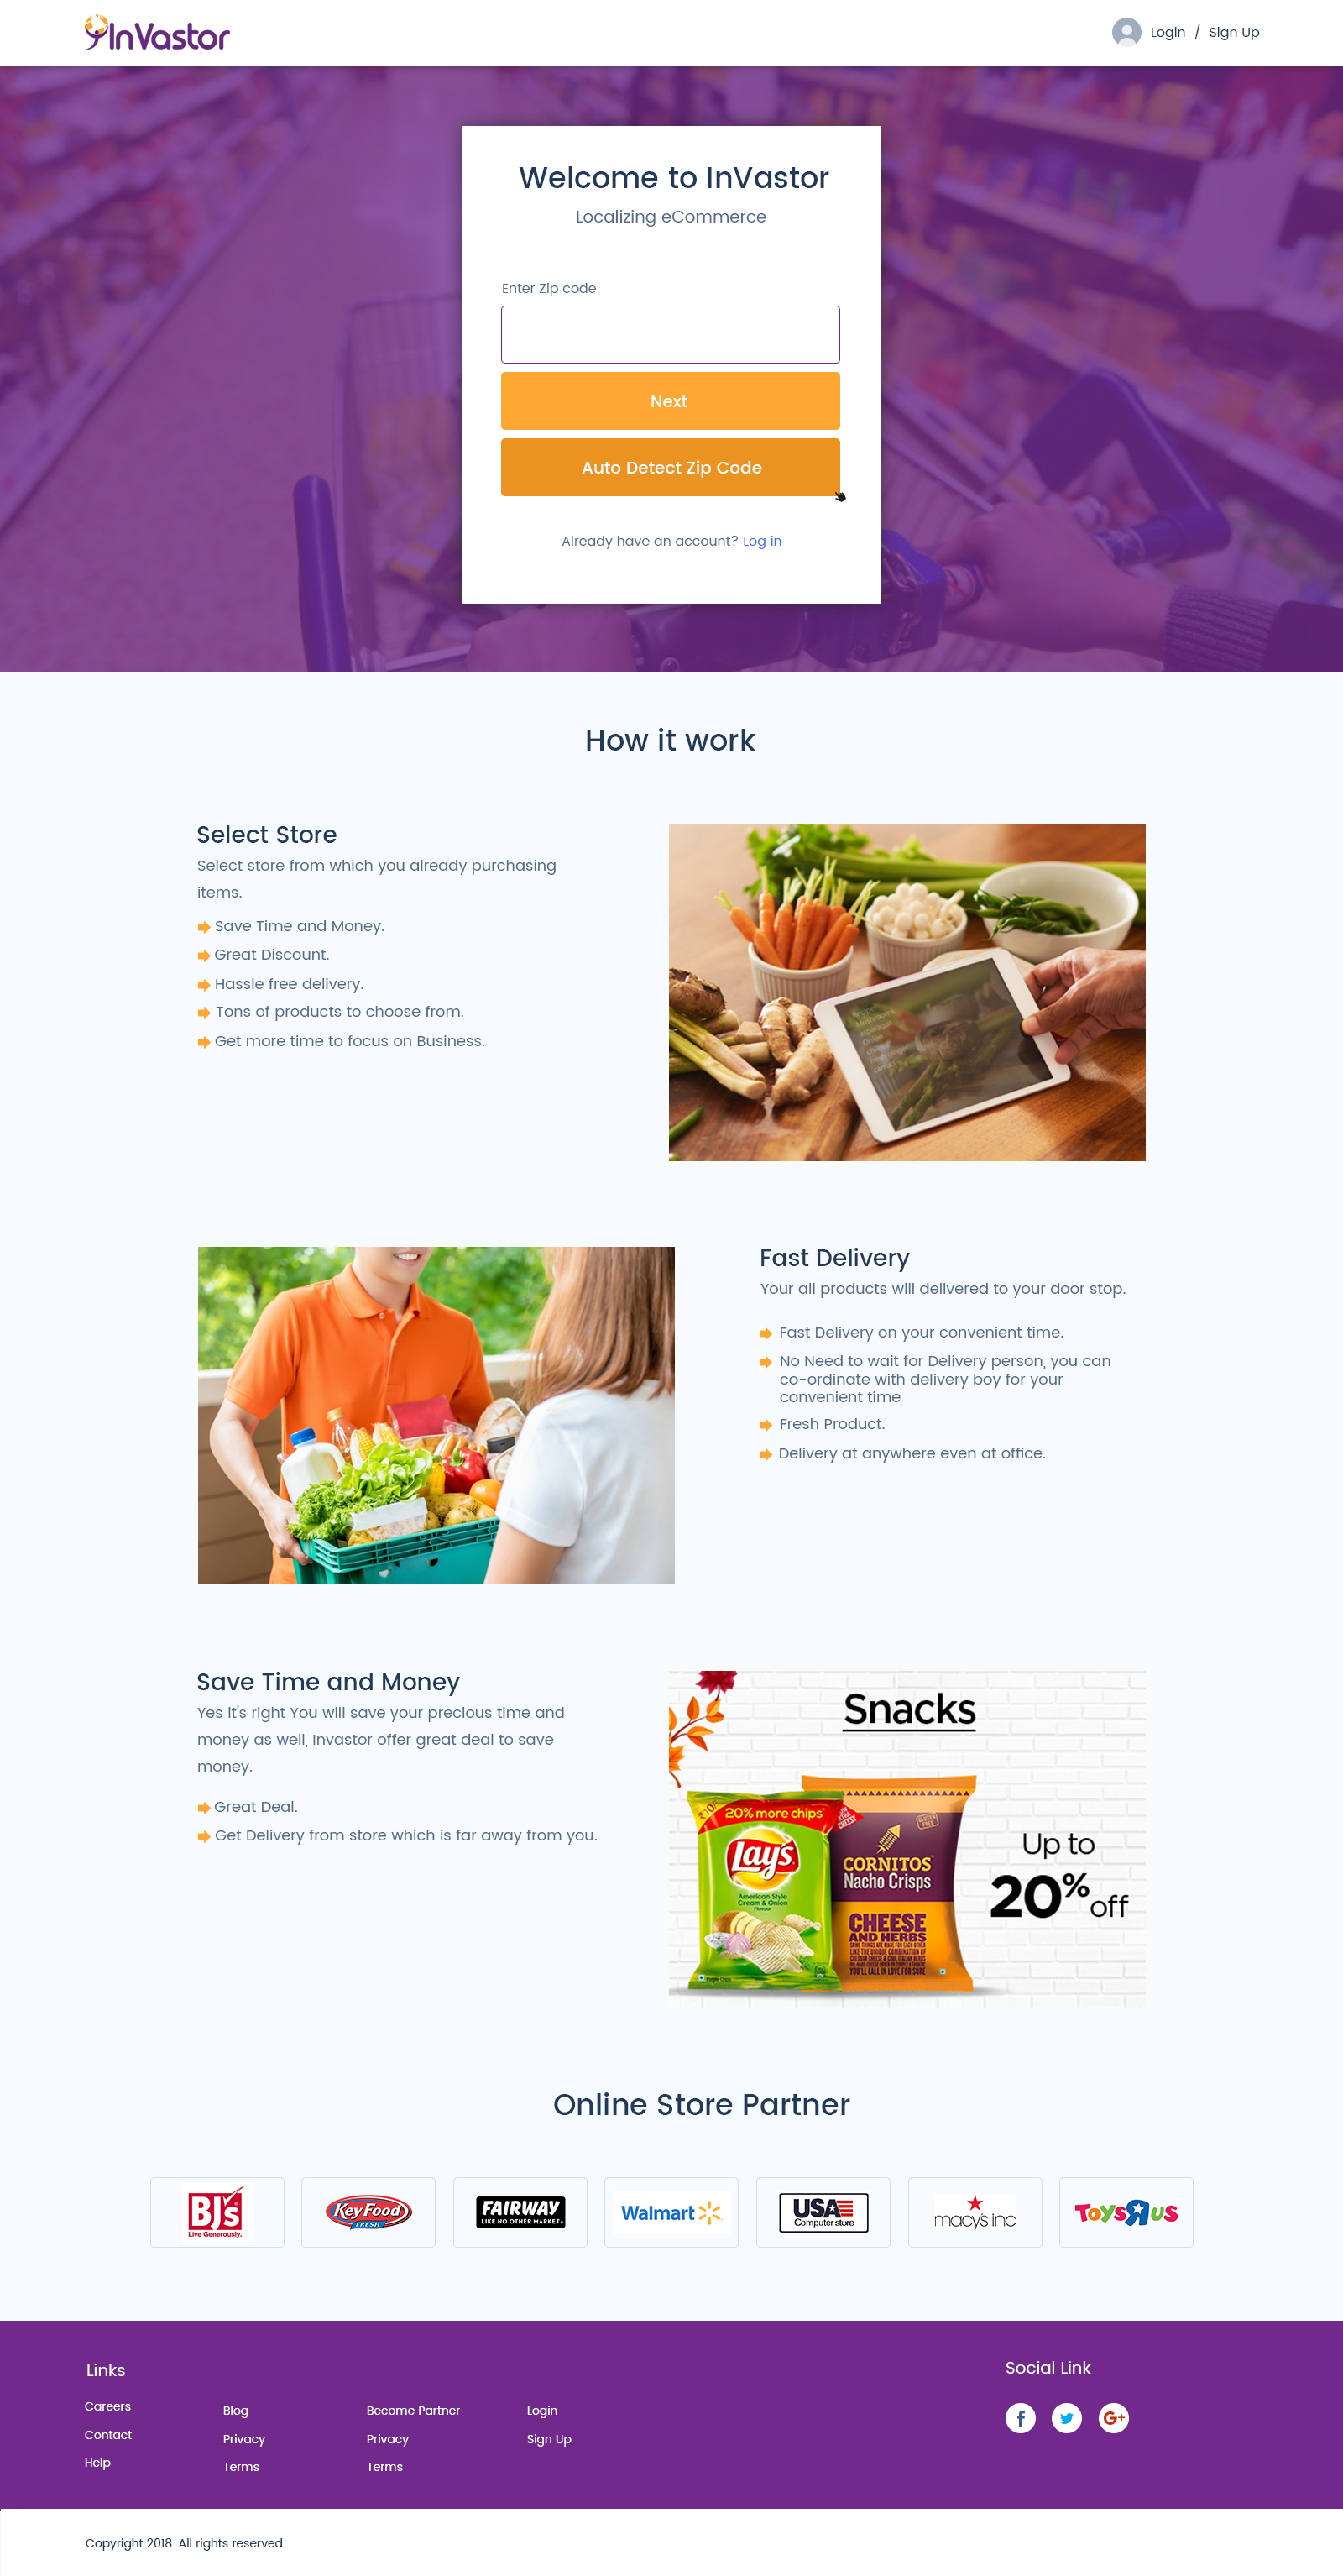 InVastor
Login / Sign Up
Welcome to InVastor
Localizing eCommerce
Enter Zip code
Next
Auto Detect Zip Code
Already have an account? Log in
How it work
Select Store
Select store from which you already purchasing
items.
Save Time and Money.
Great Discount.
Hassle free delivery.
Tons of products to choose from.
Get more time to focus on Business.
Fast Delivery
Your all products will delivered to your door stop.
Fast Delivery on your convenient time.
No Need to wait for Delivery person, you can
co-ordinate with delivery boy for your
convenient time
Fresh Product.
Delivery at anywhere even at office.
Save Time and Money
Yes it's right You will save your precious time and
money as well, Invastor offer great deal to save
money.
Great Deal.
Get Delivery from store which is far away from you.
Snacks
20% more chips*
Lay's
American Style
Cream & Onion
Flavour
GLUTEN
FREE
CORNITOS
Nacho Crisps
CHEESE
AND HERBS
Up to
20%
off
Online Store Partner
BJ's
Live Generously.
Key Food
FRESH
FAIRWAY
LIKE NO OTHER MARKET
Walmart
USA
Computer store
macy's inc
Toys R Us
Links
Careers
Contact
Help
Blog
Privacy
Terms
Become Partner
Privacy
Terms
Login
Sign Up
Social Link
f
G+
Copyright 2018. All rights reserved.